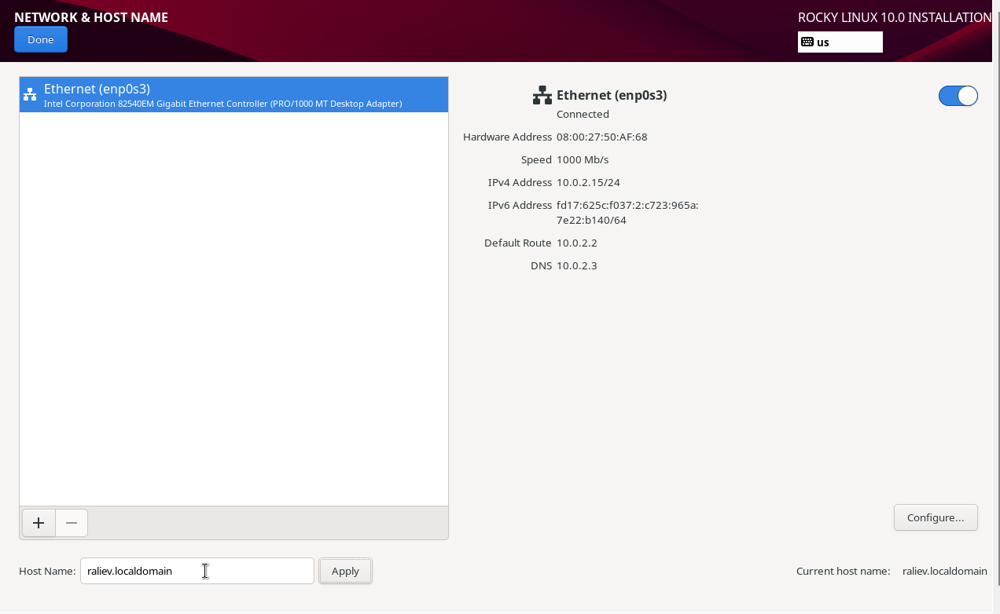 NETWORK & HOST NAME
ROCKY LINUX 10.0 INSTALLATION
Done
us
Ethernet (enp0s3)
Intel Corporation 82540EM Gigabit Ethernet Controller (PRO/1000 MT Desktop Adapter)
Ethernet (enp0s3)
Connected
Hardware Address 08:00:27:50:AF:68
Speed 1000 Mb/s
IPv4 Address 10.0.2.15/24
IPv6 Address fd17:625c:f037:2:c723:965a:
7e22:b140/64
Default Route 10.0.2.2
DNS 10.0.2.3
Configure...
Host Name: raliev.localdomain Apply Current host name: raliev.localdomain